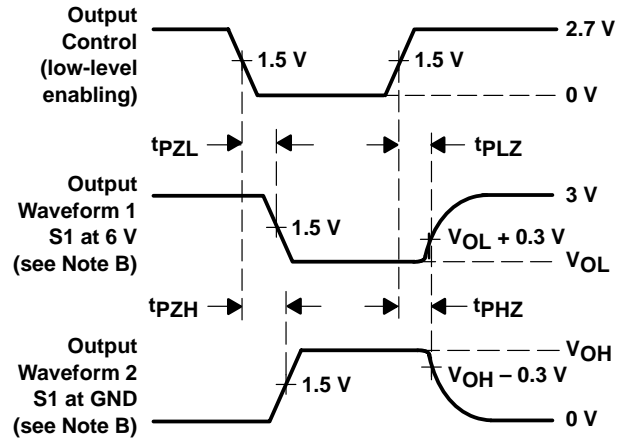 Output
Control
(low-level
enabling)
1.5 V
1.5 V
2.7 V
0 V
tPZL
tPLZ
Output
Waveform 1
S1 at 6 V
(see Note B)
1.5 V
3 V
VOL + 0.3 V
VOL
tPZH
tPHZ
Output
Waveform 2
S1 at GND
(see Note B)
1.5 V
VOH
VOH – 0.3 V
0 V